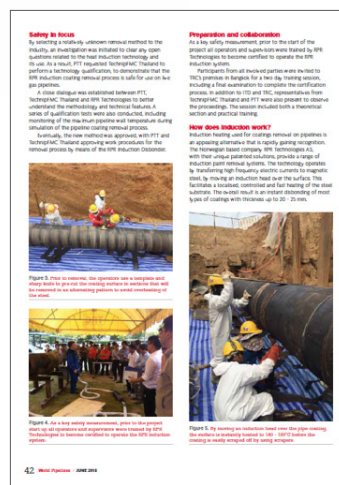 Safety in focus
By selecting a relatively unknown removal method to the
industry, an investigation was initiated to clear any open
questions related to the heat induction technology and
its use. As a result, PTT requested TechnipFMC Thailand to
perform a technology qualification, to demonstrate that the
RPR induction removal process is safe for use on live
gas pipelines.
A close dialogue was established between PTT,
TechnipFMC Thailand and RPR Technologies to better
understand the methodology and technical features. A
series of qualification tests were also conducted, including
monitoring of the maximum pipeline wall temperature during
simulation of the pipeline coating removal process.
Eventually, the new method was approved, with PTT and
TechnipFMC Thailand approving work procedures for the
removal process by means of the RPR Induction Disbonder.
Figure 3. Prior to removal, the operators use a template and
sharp knife to pre-cut the coating surface in sections that will
be removed in an alternating pattern to avoid overheating of
the steel.
Figure 4. As a key safety measurement, prior to the project
start up all operators and supervisors were trained by RPR
Technologies to become certified to operate the RPR induction
system.
Preparation and collaboration
As a key safety measurement, prior to the start of the
project all operators and supervisors were trained by RPR
Technologies to become certified to operate the RPR
induction system.
Participants from all involved parties were invited to
TRC's premises in Bangkok for a two day training session,
including a final examination to complete the certification
process. In addition to ITD and TRC, representatives from
TechnipFMC Thailand and PTT were also present to observe
the proceedings. The session included both a theoretical
section and practical training.
How does induction work?
Induction heating used for coatings removal on pipelines is
an appealing alternative that is rapidly gaining recognition.
The Norwegian based company RPR Technologies AS,
with their unique patented solutions, provide a range of
induction paint removal systems. The technology operates
by transferring high frequency electric currents to magnetic
steel, by moving an induction head over the surface. This
facilitates a localised, controlled and fast heating of the steel
substrate. The overall result is an instant disbonding of most
types of coatings with thickness up to 20 - 25 mm.
Figure 5. By moving an induction head over the pipe coating,
the surface is instantly heated to
before the
coating is easily scraped off by using scrapers.
42 World Pipelines / JUNE 2018